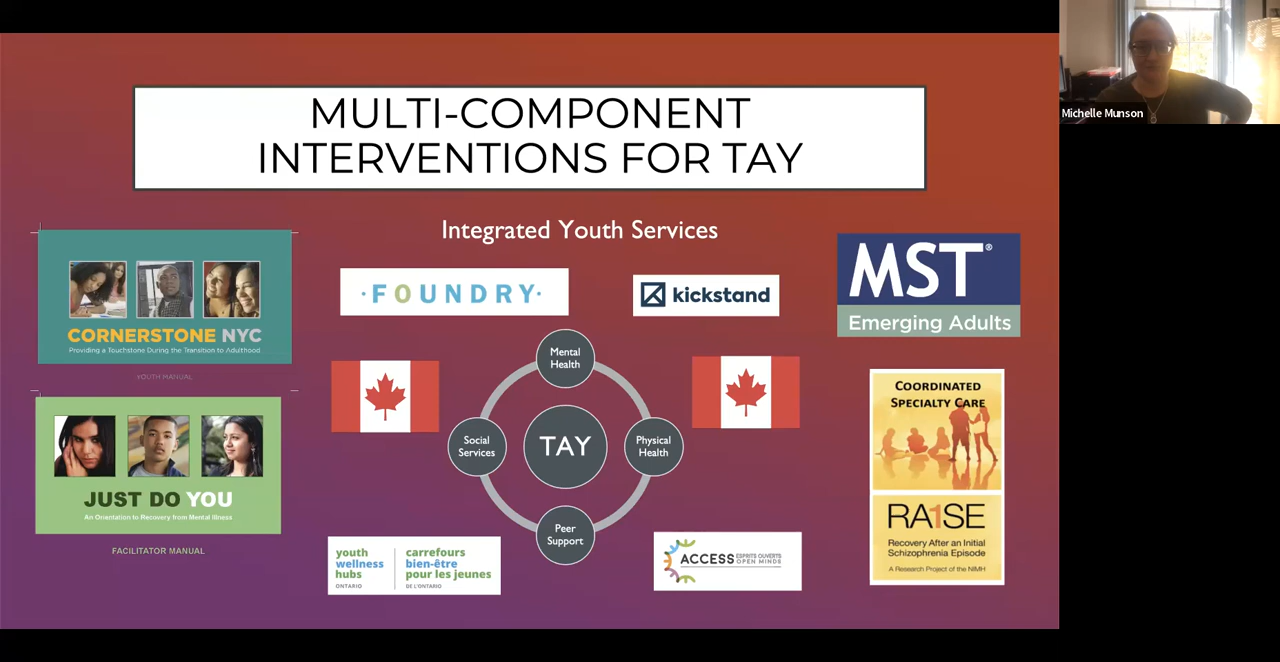 MULTI-COMPONENT
INTERVENTIONS FOR TAY
Michelle Munson
Integrated Youth Services
CORNERSTONE NYC
Providing a Touchstone During the Transition to Adulthood
YOUTH MANUAL
JUST DO YOU
An Orientation to Recovery from Mental Illness
FACILITATOR MANUAL
·FOUNDRY·
kickstand
Mental
Health
Social
Services
TAY
Physical
Health
Peer
Support
youth
wellness
hubs
ONTARIO
carrefours
bien-être
pour les jeunes
DE L'ONTARIO
ACCESS ESPRITS OUVERTS
OPEN MINDS
MST®
Emerging Adults
COORDINATED
SPECIALTY CARE
RA1SE
Recovery After an Initial
Schizophrenia Episode
A Research Project of the NIMH